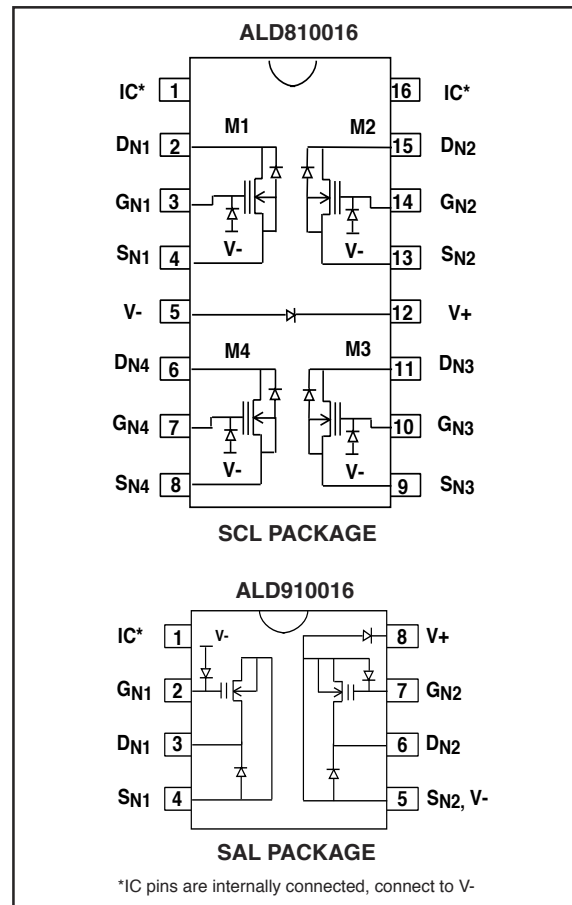 ALD810016
IC* 1 16 IC*
M1 M2
DN1 2 15 DN2
GN1 3 14 GN2
V- V-
SN1 4 13 SN2
V- 5 12 V+
M4 M3
DN4 6 11 DN3
GN4 7 10 GN3
V- V-
SN4 8 9 SN3
SCL PACKAGE
ALD910016
IC* 1 V- 8 V+
GN1 2 7 GN2
DN1 3 6 DN2
SN1 4 5 SN2, V-
SAL PACKAGE
*IC pins are internally connected, connect to V-